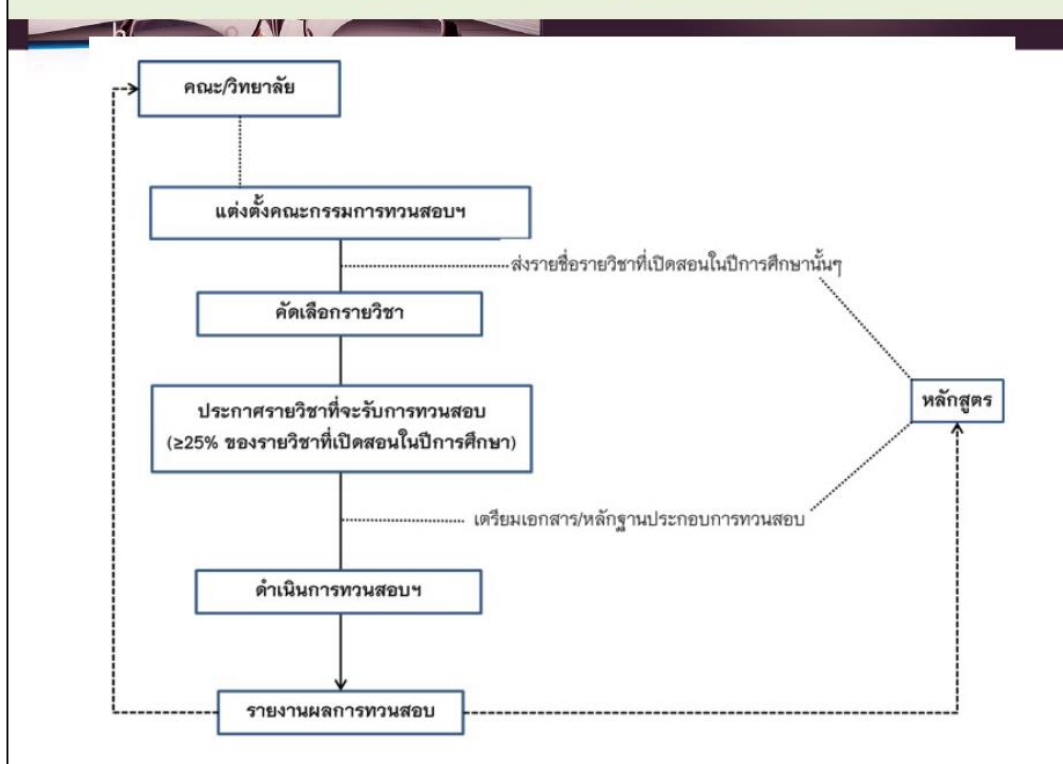 คณะ/วิทยาลัย
แต่งตั้งคณะกรรมการทวนสอบฯ
ส่งรายชื่อรายวิชาที่เปิดสอนในปีการศึกษานั้นๆ
คัดเลือกรายวิชา
ประกาศรายวิชาที่จะรับการทวนสอบ
(≥25% ของรายวิชาที่เปิดสอนในปีการศึกษา)
หลักสูตร
เตรียมเอกสาร/หลักฐานประกอบการทวนสอบ
ดำเนินการทวนสอบฯ
รายงานผลการทวนสอบ